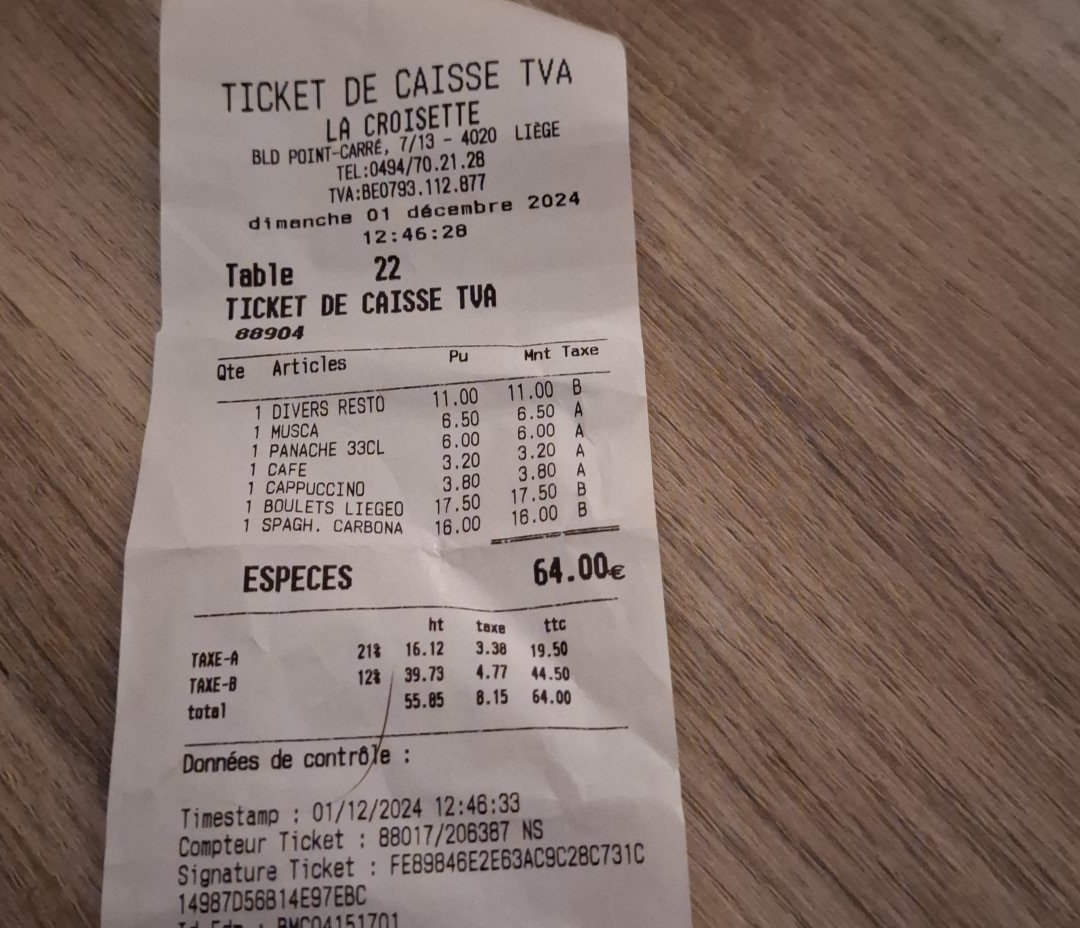 TICKET DE CAISSE TVA
LA CROISETTE
BLD POINT-CARRÉ, 7/13 - 4020 LIÈGE
TEL:0494/70.21.28
TVA:BE0793.112.877
dimanche 01 décembre 2024
12:46:28
Table 22
TICKET DE CAISSE TVA
88904
Qte Articles Pu Mnt Taxe
1 DIVERS RESTO 11.00 11.00 B
1 MUSCA 6.50 6.50 A
1 PANACHE 33CL 6.00 6.00 A
1 CAFE 3.20 3.20 A
1 CAPPUCCINO 3.80 3.80 A
1 BOULETS LIEGEO 17.50 17.50 B
1 SPAGH. CARBONA 16.00 16.00 B
ESPECES 64.00€
ht taxe ttc
TAXE-A 21% 16.12 3.38 19.50
TAXE-B 12% 39.73 4.77 44.50
total 55.85 8.15 64.00
Données de contrôle :
Timestamp : 01/12/2024 12:46:33
Compteur Ticket : 88017/206387 NS
Signature Ticket : FE89846E2E63AC9C28C731C
14987D56B14E97EBC
BMC04151701